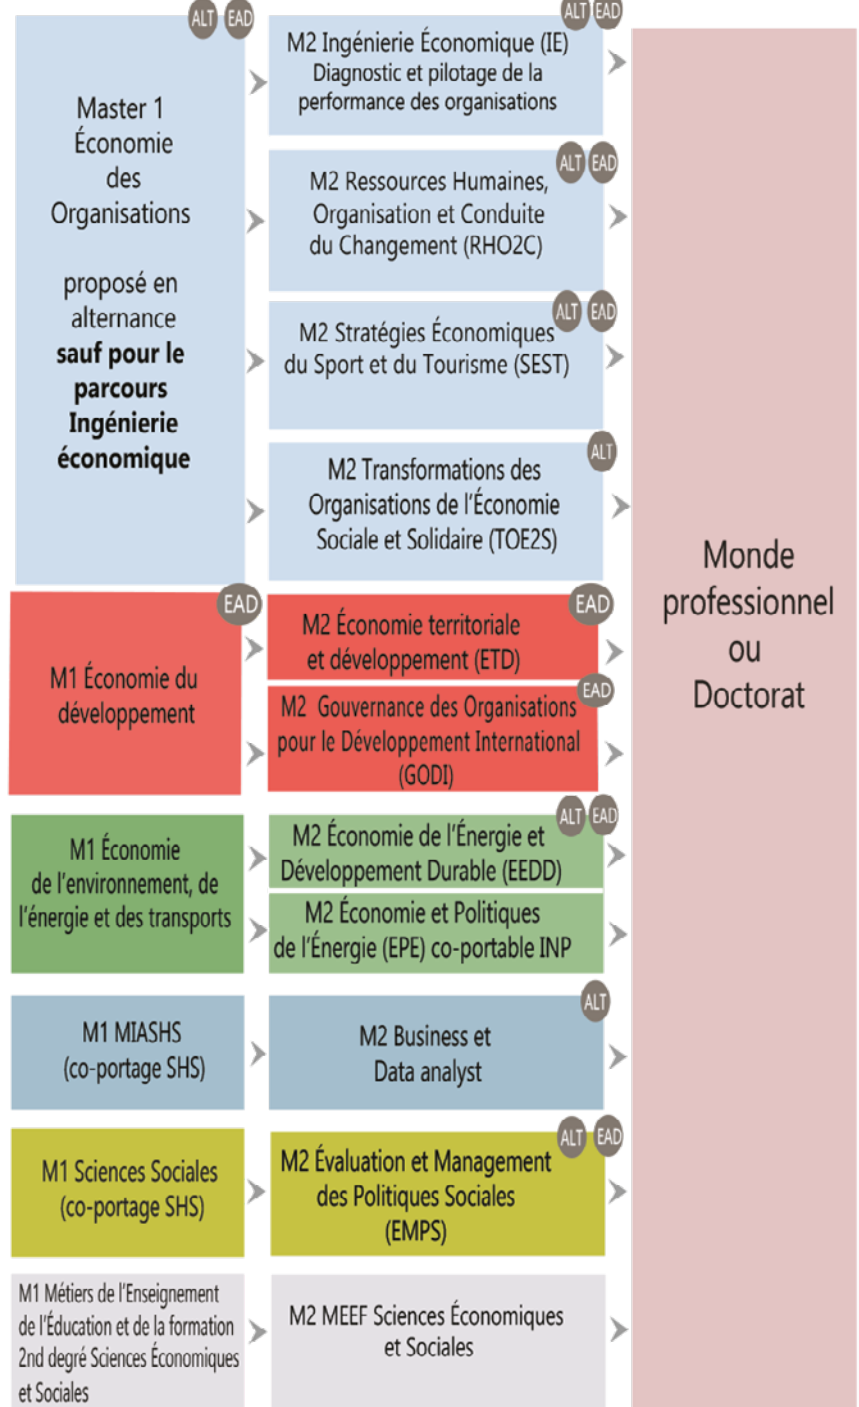 ALT EAD
Master 1
Économie
des
Organisations
proposé en
alternance
sauf pour le
parcours
Ingénierie
économique
ALT EAD
M2 Ingénierie Économique (IE)
Diagnostic et pilotage de la
performance des organisations
ALT EAD
M2 Ressources Humaines,
Organisation et Conduite
du Changement (RHO2C)
ALT EAD
M2 Stratégies Économiques
du Sport et du Tourisme (SEST)
ALT
M2 Transformations des
Organisations de l'Économie
Sociale et Solidaire (TOE2S)
EAD
M1 Économie du
développement
EAD
M2 Économie territoriale
et développement (ETD)
EAD
M2 Gouvernance des Organisations
pour le Développement International
(GODI)
M1 Économie
de l'environnement, de
l'énergie et des transports
ALT EAD
M2 Économie de l'Énergie et
Développement Durable (EEDD)
M2 Économie et Politiques
de l'Énergie (EPE) co-portable INP
M1 MIASHS
(co-portage SHS)
ALT
M2 Business et
Data analyst
M1 Sciences Sociales
(co-portage SHS)
ALT EAD
M2 Évaluation et Management
des Politiques Sociales
(EMPS)
M1 Métiers de l'Enseignement
de l'Éducation et de la formation
2nd degré Sciences Économiques
et Sociales
M2 MEEF Sciences Économiques
et Sociales
Monde
professionnel
ou
Doctorat